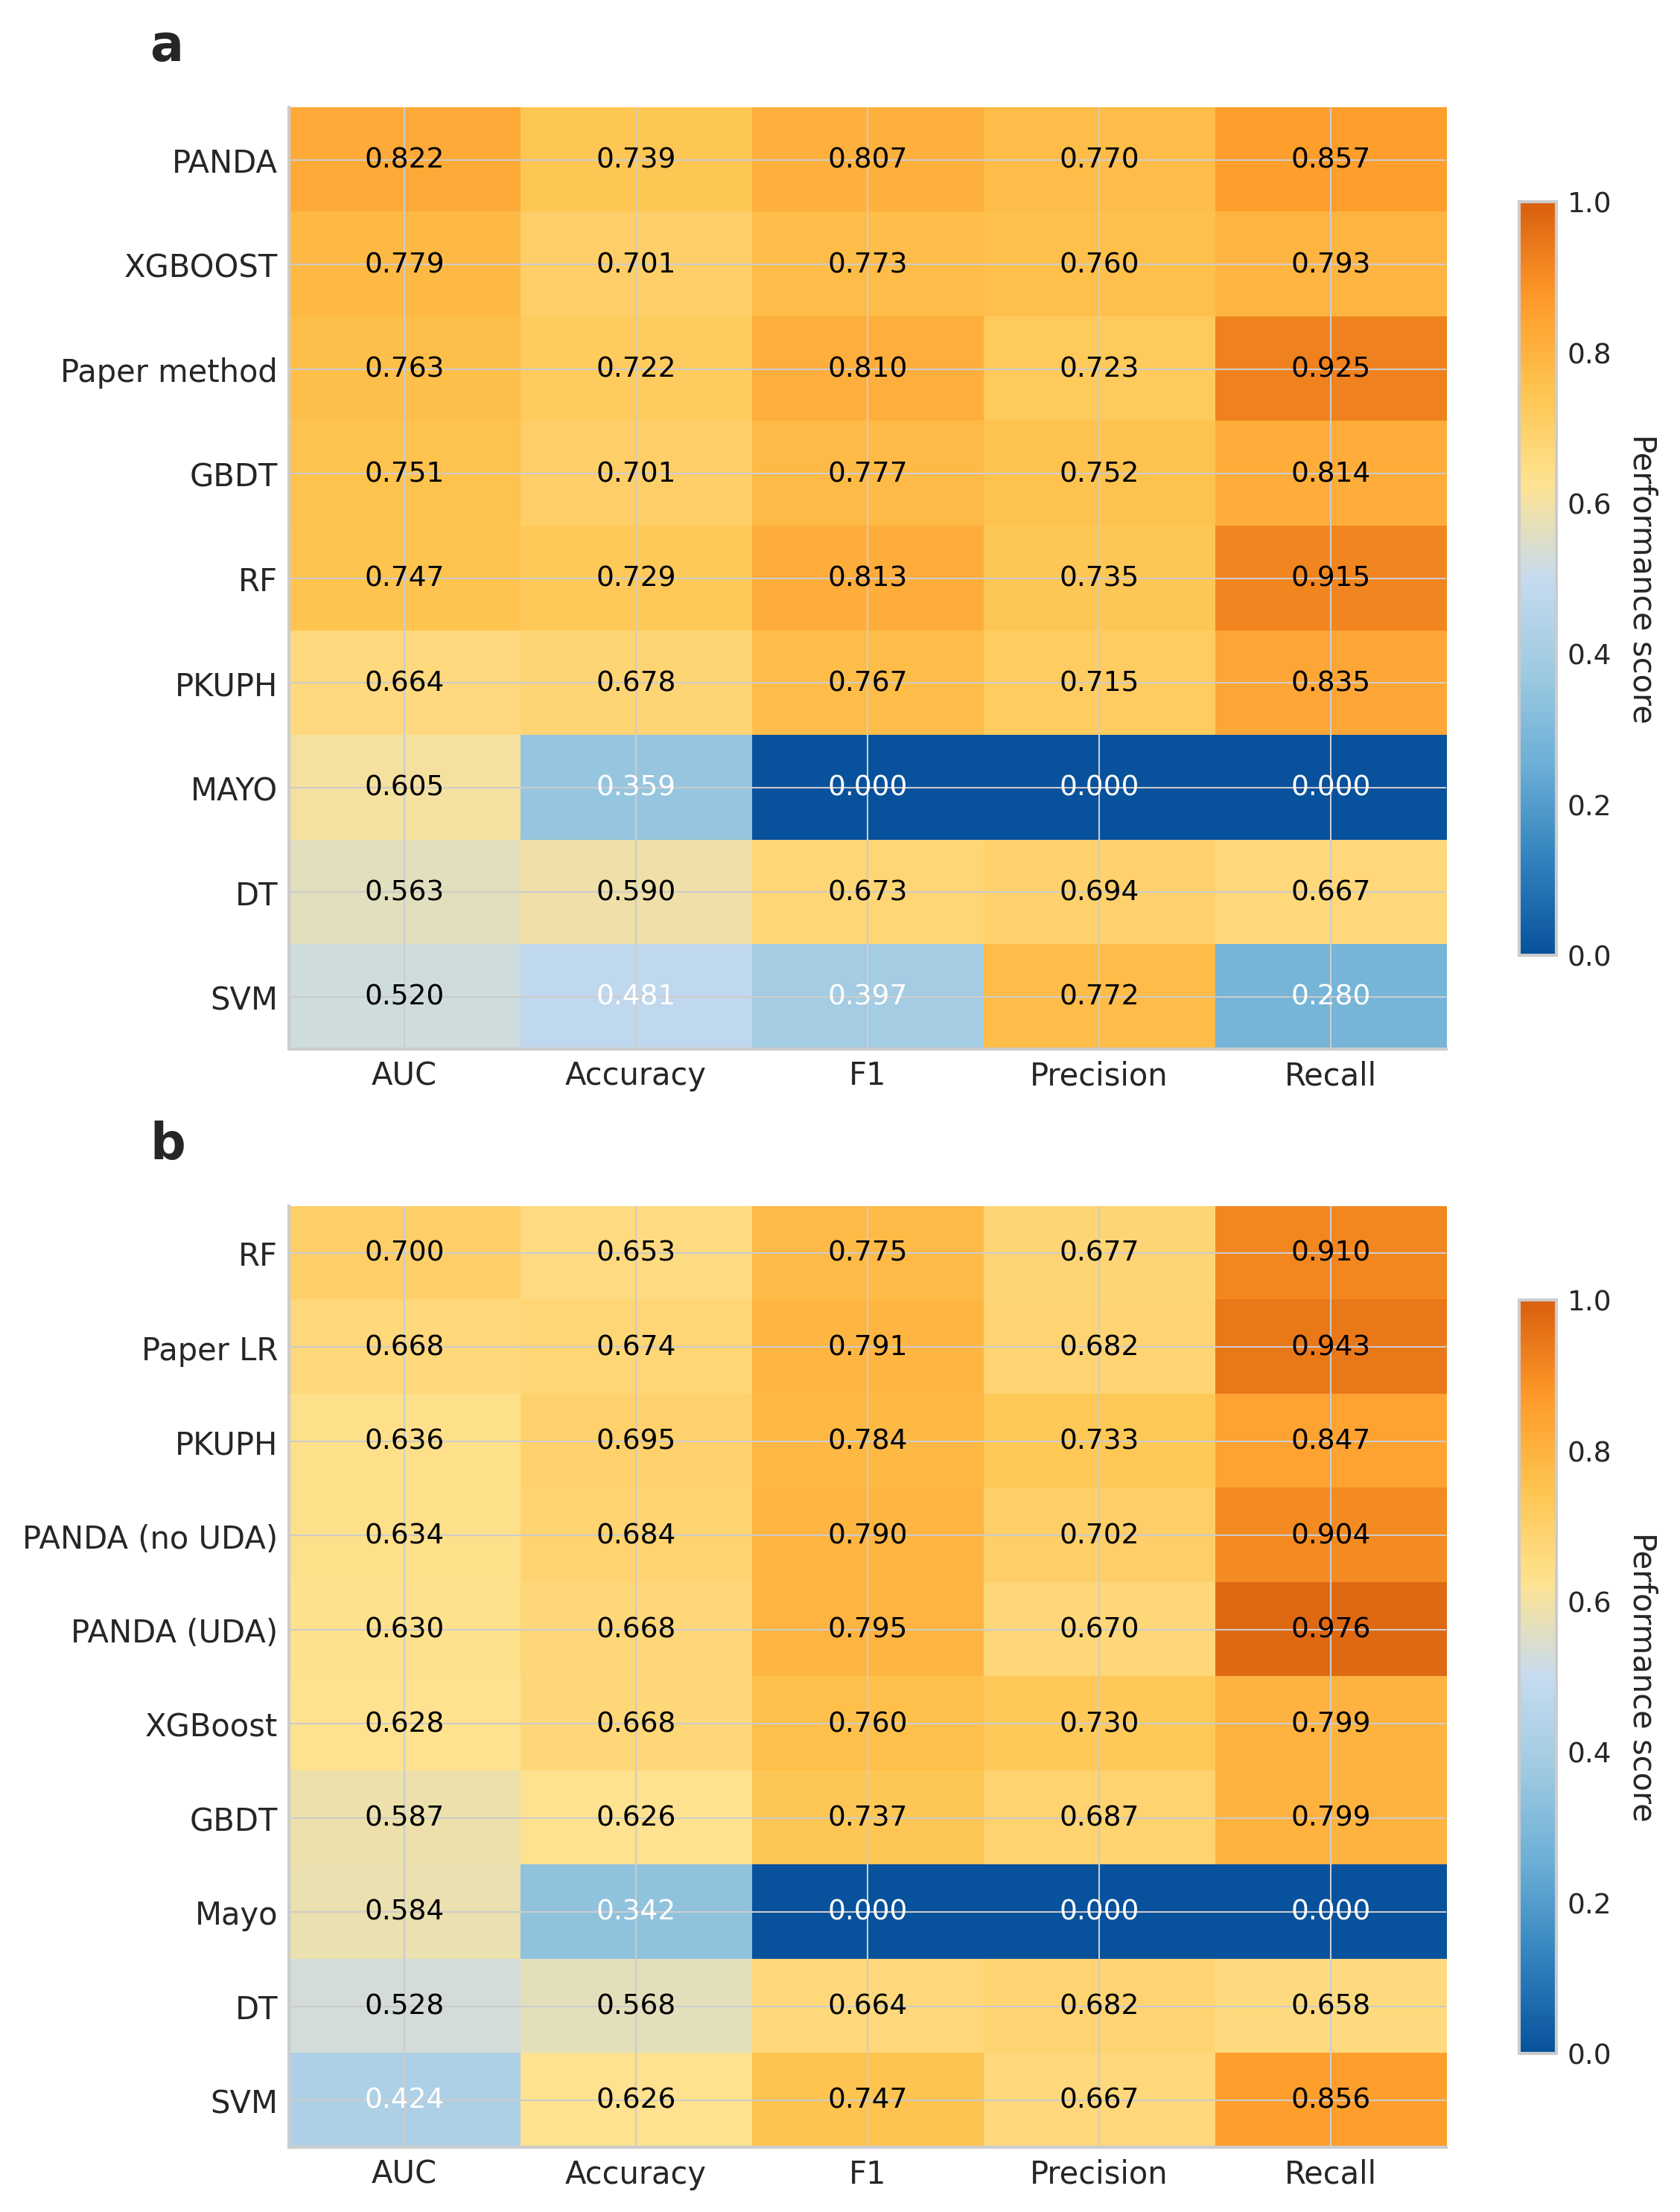 a
PANDA 0.822 0.739 0.807 0.770 0.857
XGBOOST 0.779 0.701 0.773 0.760 0.793
Paper method 0.763 0.722 0.810 0.723 0.925
GBDT 0.751 0.701 0.777 0.752 0.814
RF 0.747 0.729 0.813 0.735 0.915
PKUPH 0.664 0.678 0.767 0.715 0.835
MAYO 0.605 0.359 0.000 0.000 0.000
DT 0.563 0.590 0.673 0.694 0.667
SVM 0.520 0.481 0.397 0.772 0.280
AUC Accuracy F1 Precision Recall
1.0
0.8
0.6
0.4
0.2
0.0
Performance score
b
RF 0.700 0.653 0.775 0.677 0.910
Paper LR 0.668 0.674 0.791 0.682 0.943
PKUPH 0.636 0.695 0.784 0.733 0.847
PANDA (no UDA) 0.634 0.684 0.790 0.702 0.904
PANDA (UDA) 0.630 0.668 0.795 0.670 0.976
XGBoost 0.628 0.668 0.760 0.730 0.799
GBDT 0.587 0.626 0.737 0.687 0.799
Mayo 0.584 0.342 0.000 0.000 0.000
DT 0.528 0.568 0.664 0.682 0.658
SVM 0.424 0.626 0.747 0.667 0.856
AUC Accuracy F1 Precision Recall
1.0
0.8
0.6
0.4
0.2
0.0
Performance score